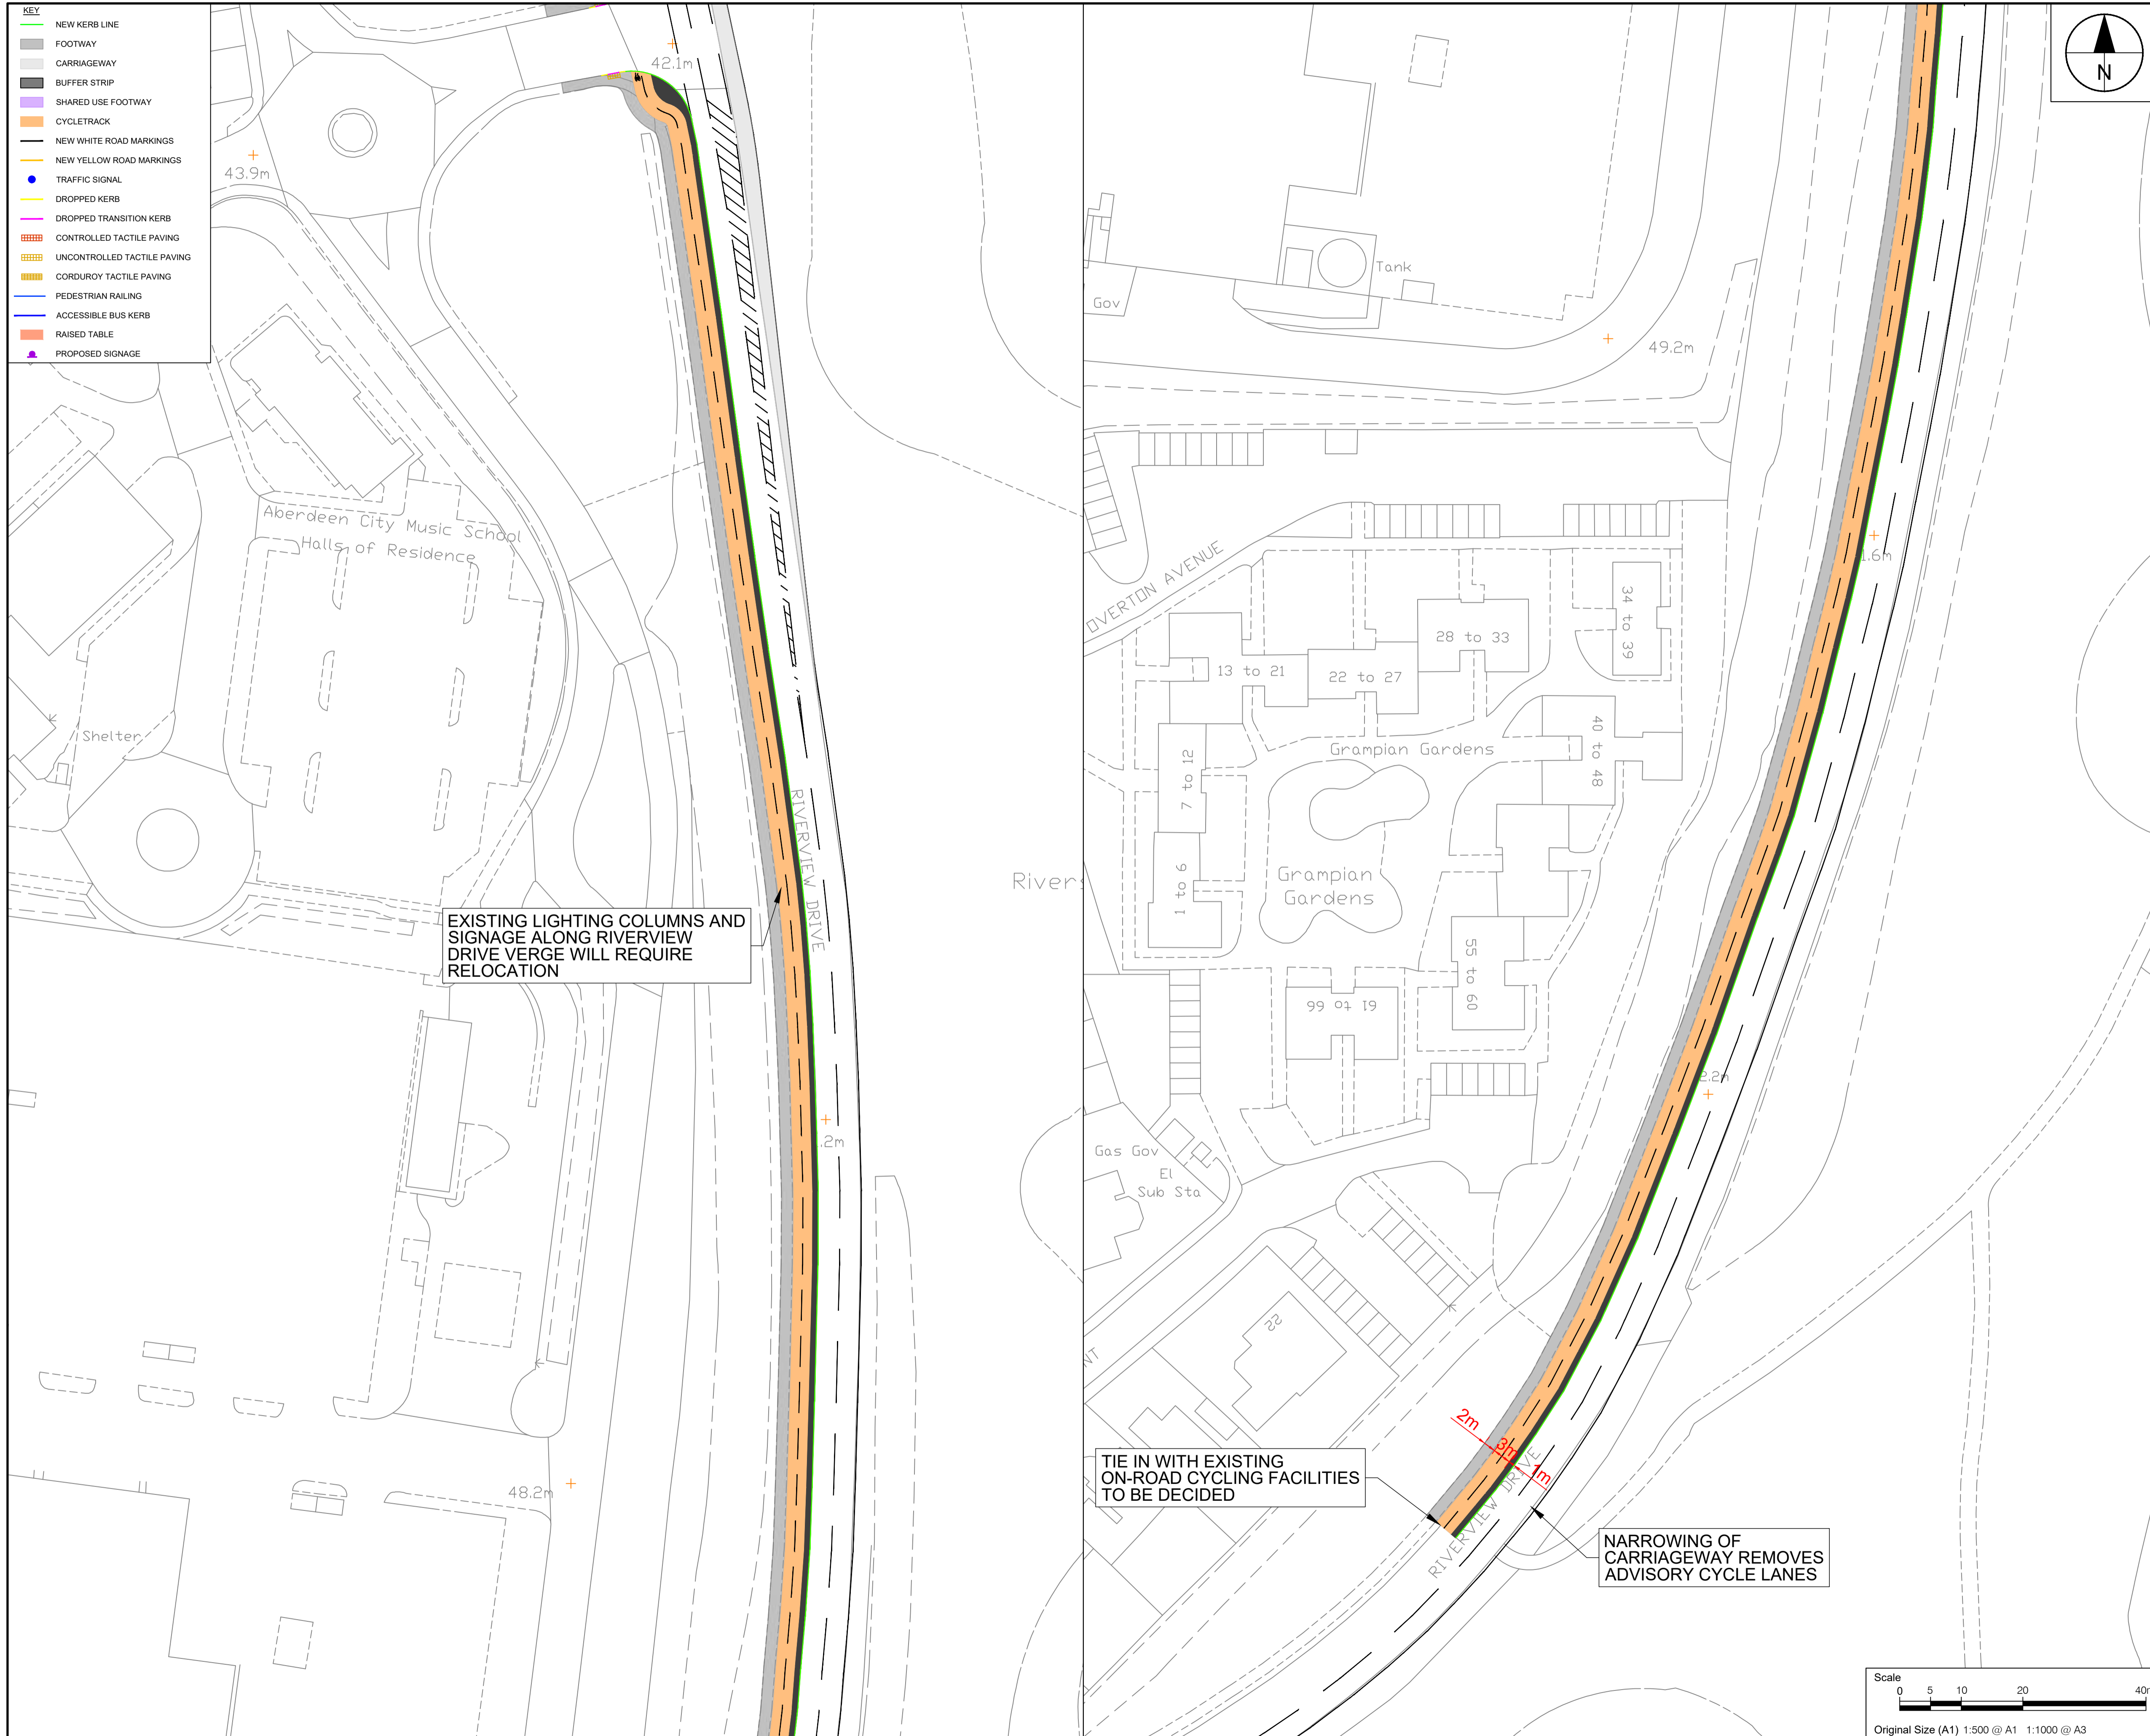 KEY
NEW KERB LINE
FOOTWAY
CARRIAGEWAY
BUFFER STRIP
SHARED USE FOOTWAY
CYCLETRACK
NEW WHITE ROAD MARKINGS
NEW YELLOW ROAD MARKINGS
TRAFFIC SIGNAL
DROPPED KERB
DROPPED TRANSITION KERB
CONTROLLED TACTILE PAVING
UNCONTROLLED TACTILE PAVING
CORDUROY TACTILE PAVING
PEDESTRIAN RAILING
ACCESSIBLE BUS KERB
RAISED TABLE
PROPOSED SIGNAGE
42.1m
43.9m
Aberdeen City Music School
Halls of Residence
Shelter
RIVERVIEW DRIVE
EXISTING LIGHTING COLUMNS AND
SIGNAGE ALONG RIVERVIEW
DRIVE VERGE WILL REQUIRE
RELOCATION
.2m
48.2m
Rivers
N
Tank
Gov
49.2m
OVERTON AVENUE
1.6m
34 to 39
28 to 33
13 to 21
22 to 27
40 to 48
Grampian Gardens
7 to 12
Grampian
Gardens
1 to 6
55 to 60
61 to 66
2.2m
Gas Gov
El
Sub Sta
22
NT
2m
3m
1m
RIVERVIEW DRIVE
TIE IN WITH EXISTING
ON-ROAD CYCLING FACILITIES
TO BE DECIDED
NARROWING OF
CARRIAGEWAY REMOVES
ADVISORY CYCLE LANES
Scale
0 5 10 20 40m
Original Size (A1) 1:500 @ A1 1:1000 @ A3